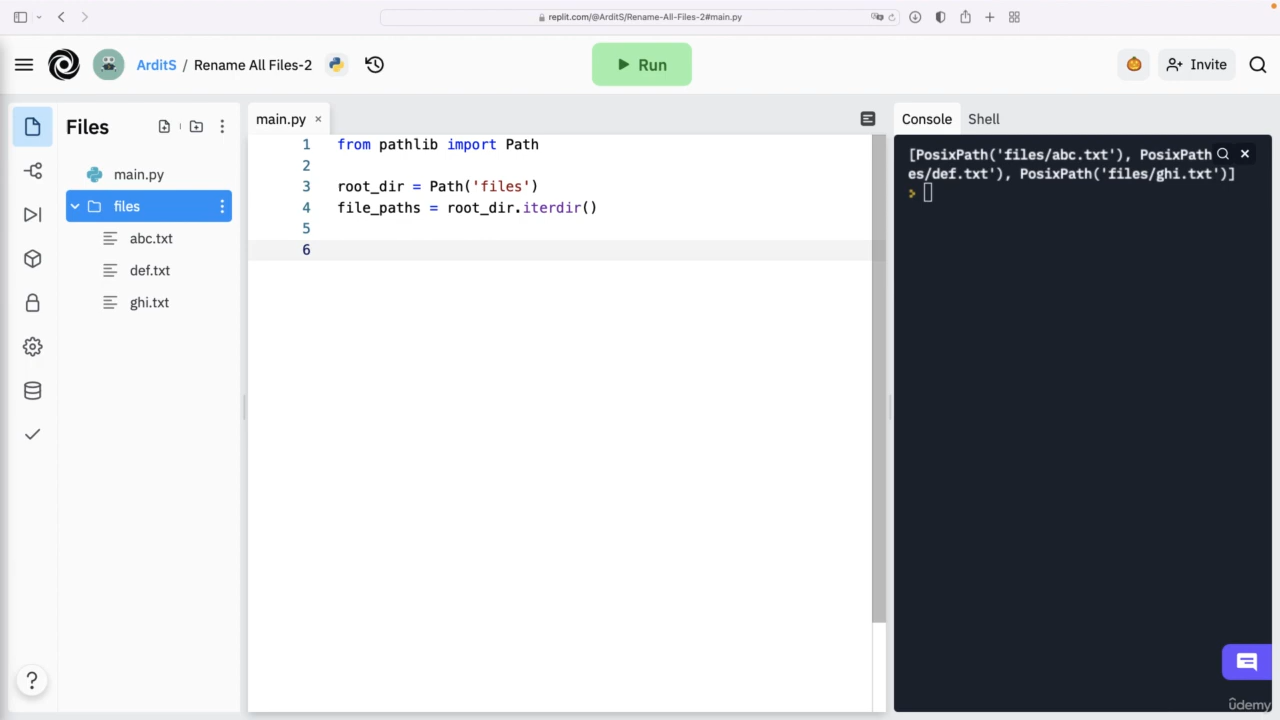 replit.com/@ArditS/Rename-All-Files-2#main.py
ArditS / Rename All Files-2
Run
Invite
Files
main.py
files
abc.txt
def.txt
ghi.txt
main.py ×
1 from pathlib import Path
2
3 root_dir = Path('files')
4 file_paths = root_dir.iterdir()
5
6
Console
Shell
[PosixPath('files/abc.txt'), PosixPath
es/def.txt'), PosixPath('files/ghi.txt')]
>
?
ûdemy